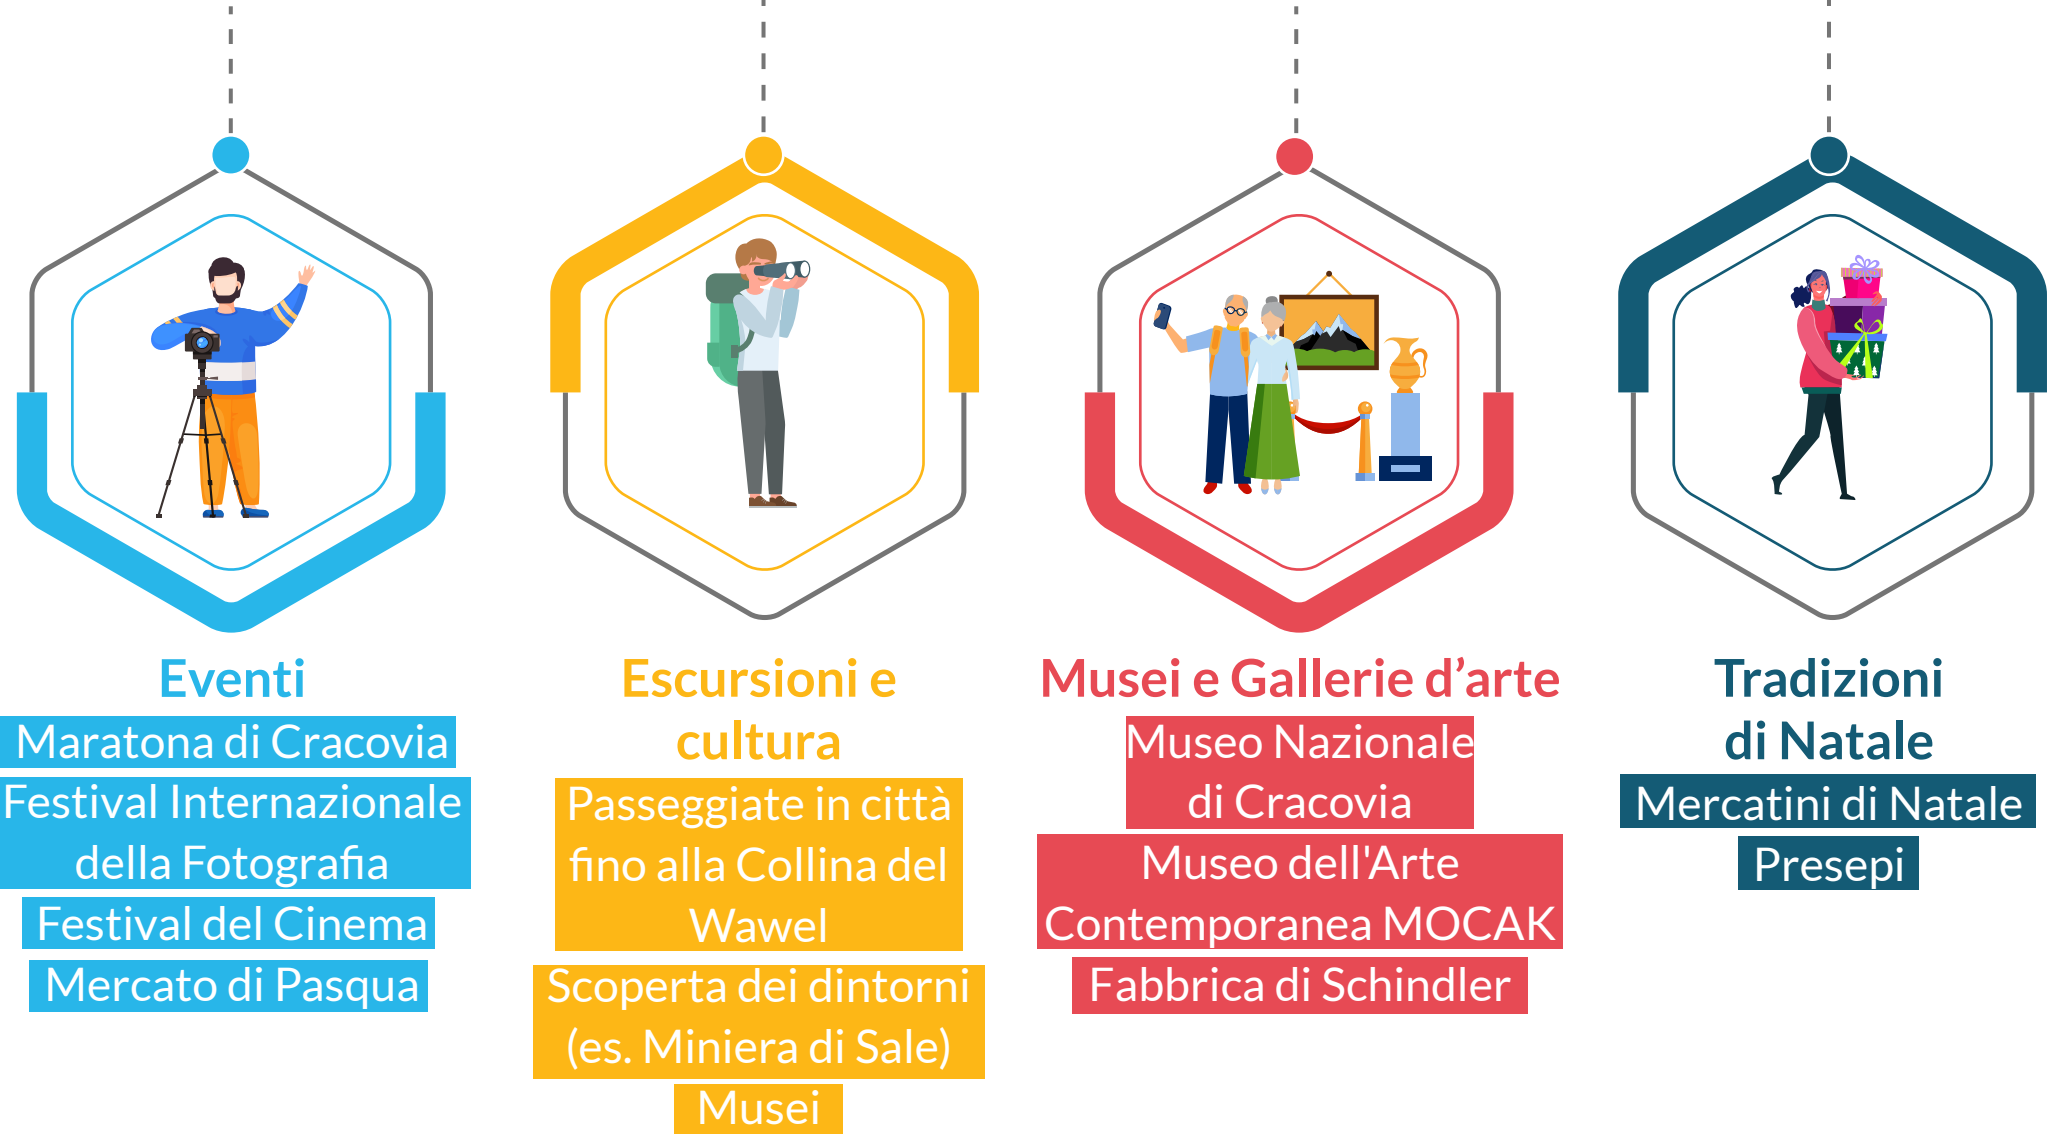 Eventi
Maratona di Cracovia
Festival Internazionale
della Fotografia
Festival del Cinema
Mercato di Pasqua
Escursioni e
cultura
Passeggiate in città
fino alla Collina del
Wawel
Scoperta dei dintorni
(es. Miniera di Sale)
Musei
Musei e Gallerie d’arte
Museo Nazionale
di Cracovia
Museo dell'Arte
Contemporanea MOCAK
Fabbrica di Schindler
Tradizioni
di Natale
Mercatini di Natale
Presepi